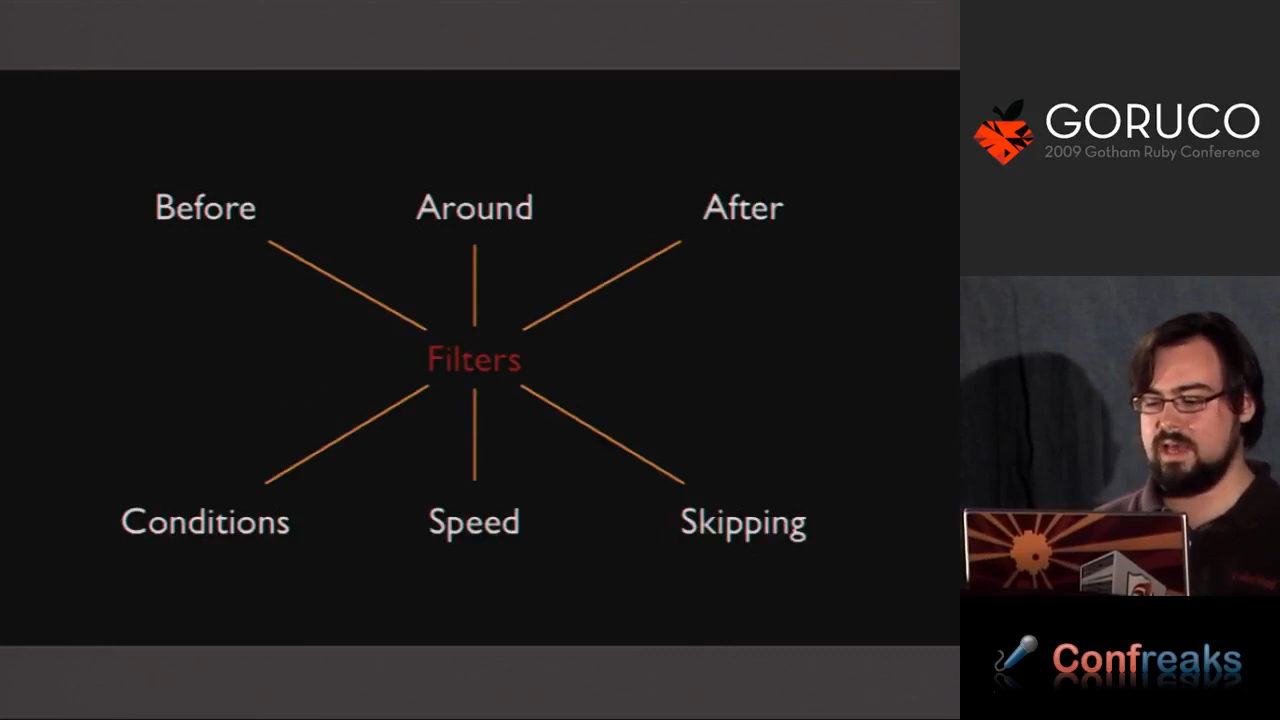 Before
Around
After
Filters
Conditions
Speed
Skipping
GORUCO
2009 Gotham Ruby Conference
Confreaks